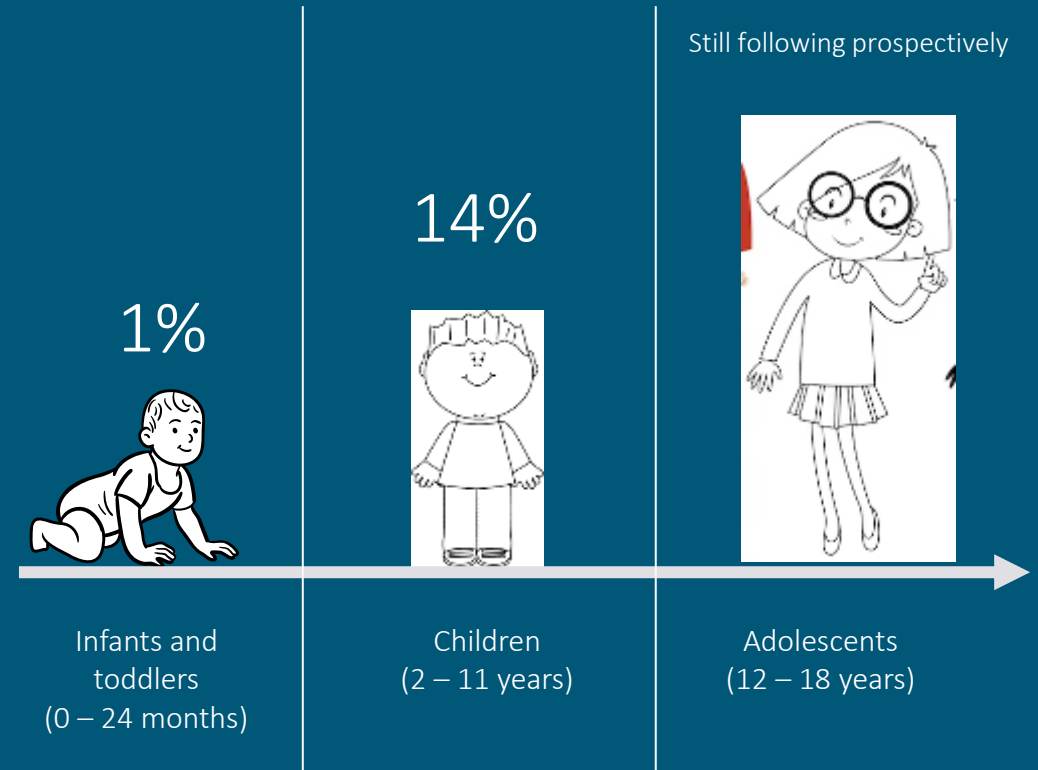 Still following prospectively
14%
1%
Infants and
toddlers
(0 – 24 months)
Children
(2 – 11 years)
Adolescents
(12 – 18 years)